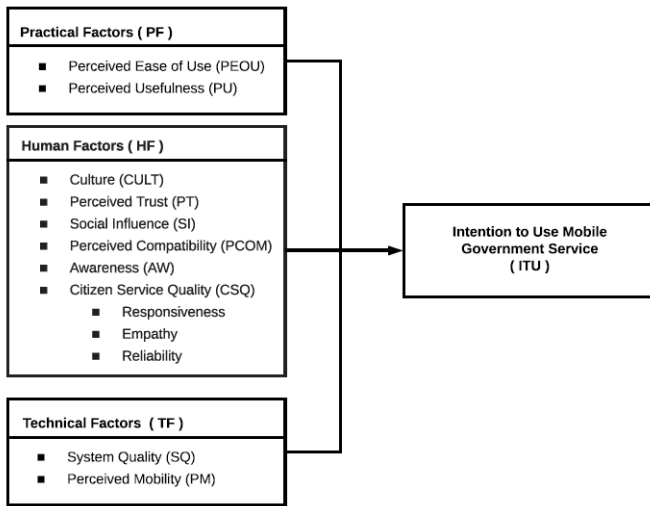 Practical Factors ( PF )
Perceived Ease of Use (PEOU)
Perceived Usefulness (PU)
Human Factors ( HF )
Culture (CULT)
Perceived Trust (PT)
Social Influence (SI)
Perceived Compatibility (PCOM)
Awareness (AW)
Citizen Service Quality (CSQ)
Responsiveness
Empathy
Reliability
Technical Factors ( TF )
System Quality (SQ)
Perceived Mobility (PM)
Intention to Use Mobile
Government Service
( ITU )